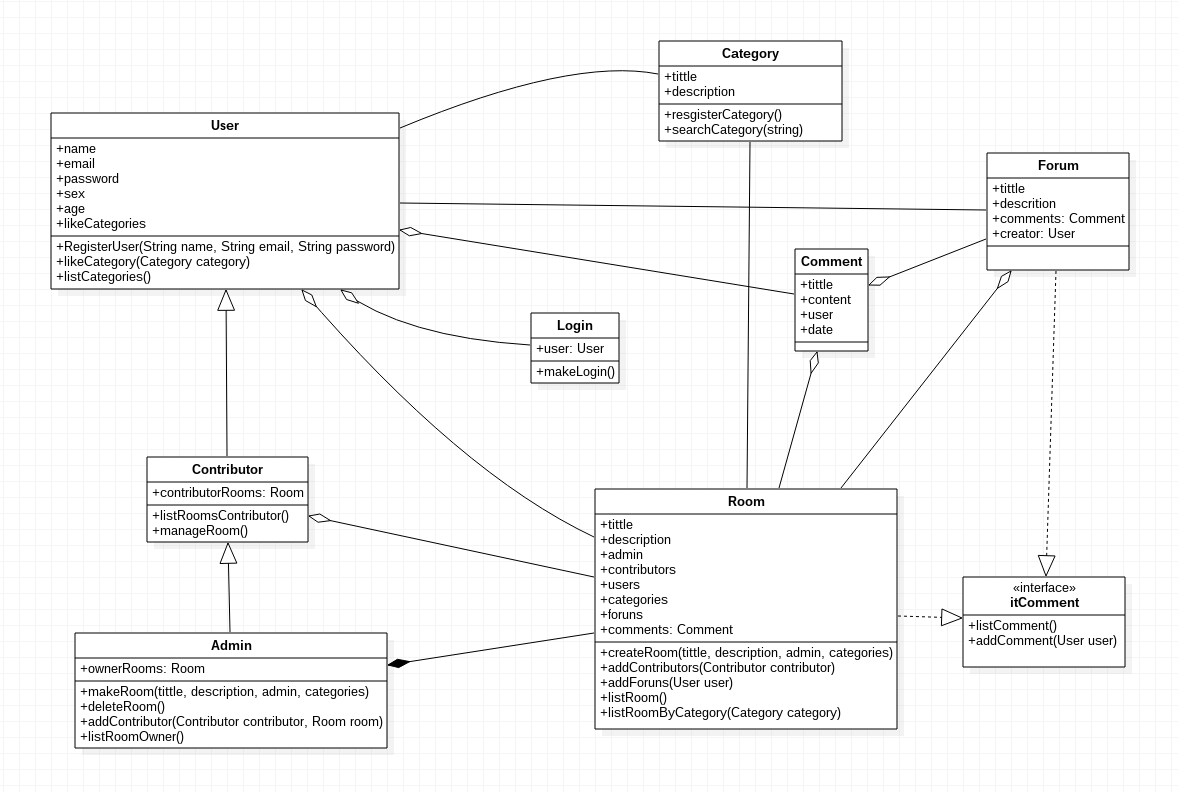 Category
+tittle
+description
+resgisterCategory()
+searchCategory(string)
User
+name
+email
+password
+sex
+age
+likeCategories
+RegisterUser(String name, String email, String password)
+likeCategory(Category category)
+listCategories()
Forum
+tittle
+descrition
+comments: Comment
+creator: User
Comment
+tittle
+content
+user
+date
Login
+user: User
+makeLogin()
Contributor
+contributorRooms: Room
+listRoomsContributor()
+manageRoom()
Room
+tittle
+description
+admin
+contributors
+users
+categories
+foruns
+comments: Comment
+createRoom(tittle, description, admin, categories)
+addContributors(Contributor contributor)
+addForuns(User user)
+listRoom()
+listRoomByCategory(Category category)
«interface»
itComment
+listComment()
+addComment(User user)
Admin
+ownerRooms: Room
+makeRoom(tittle, description, admin, categories)
+deleteRoom()
+addContributor(Contributor contributor, Room room)
+listRoomOwner()